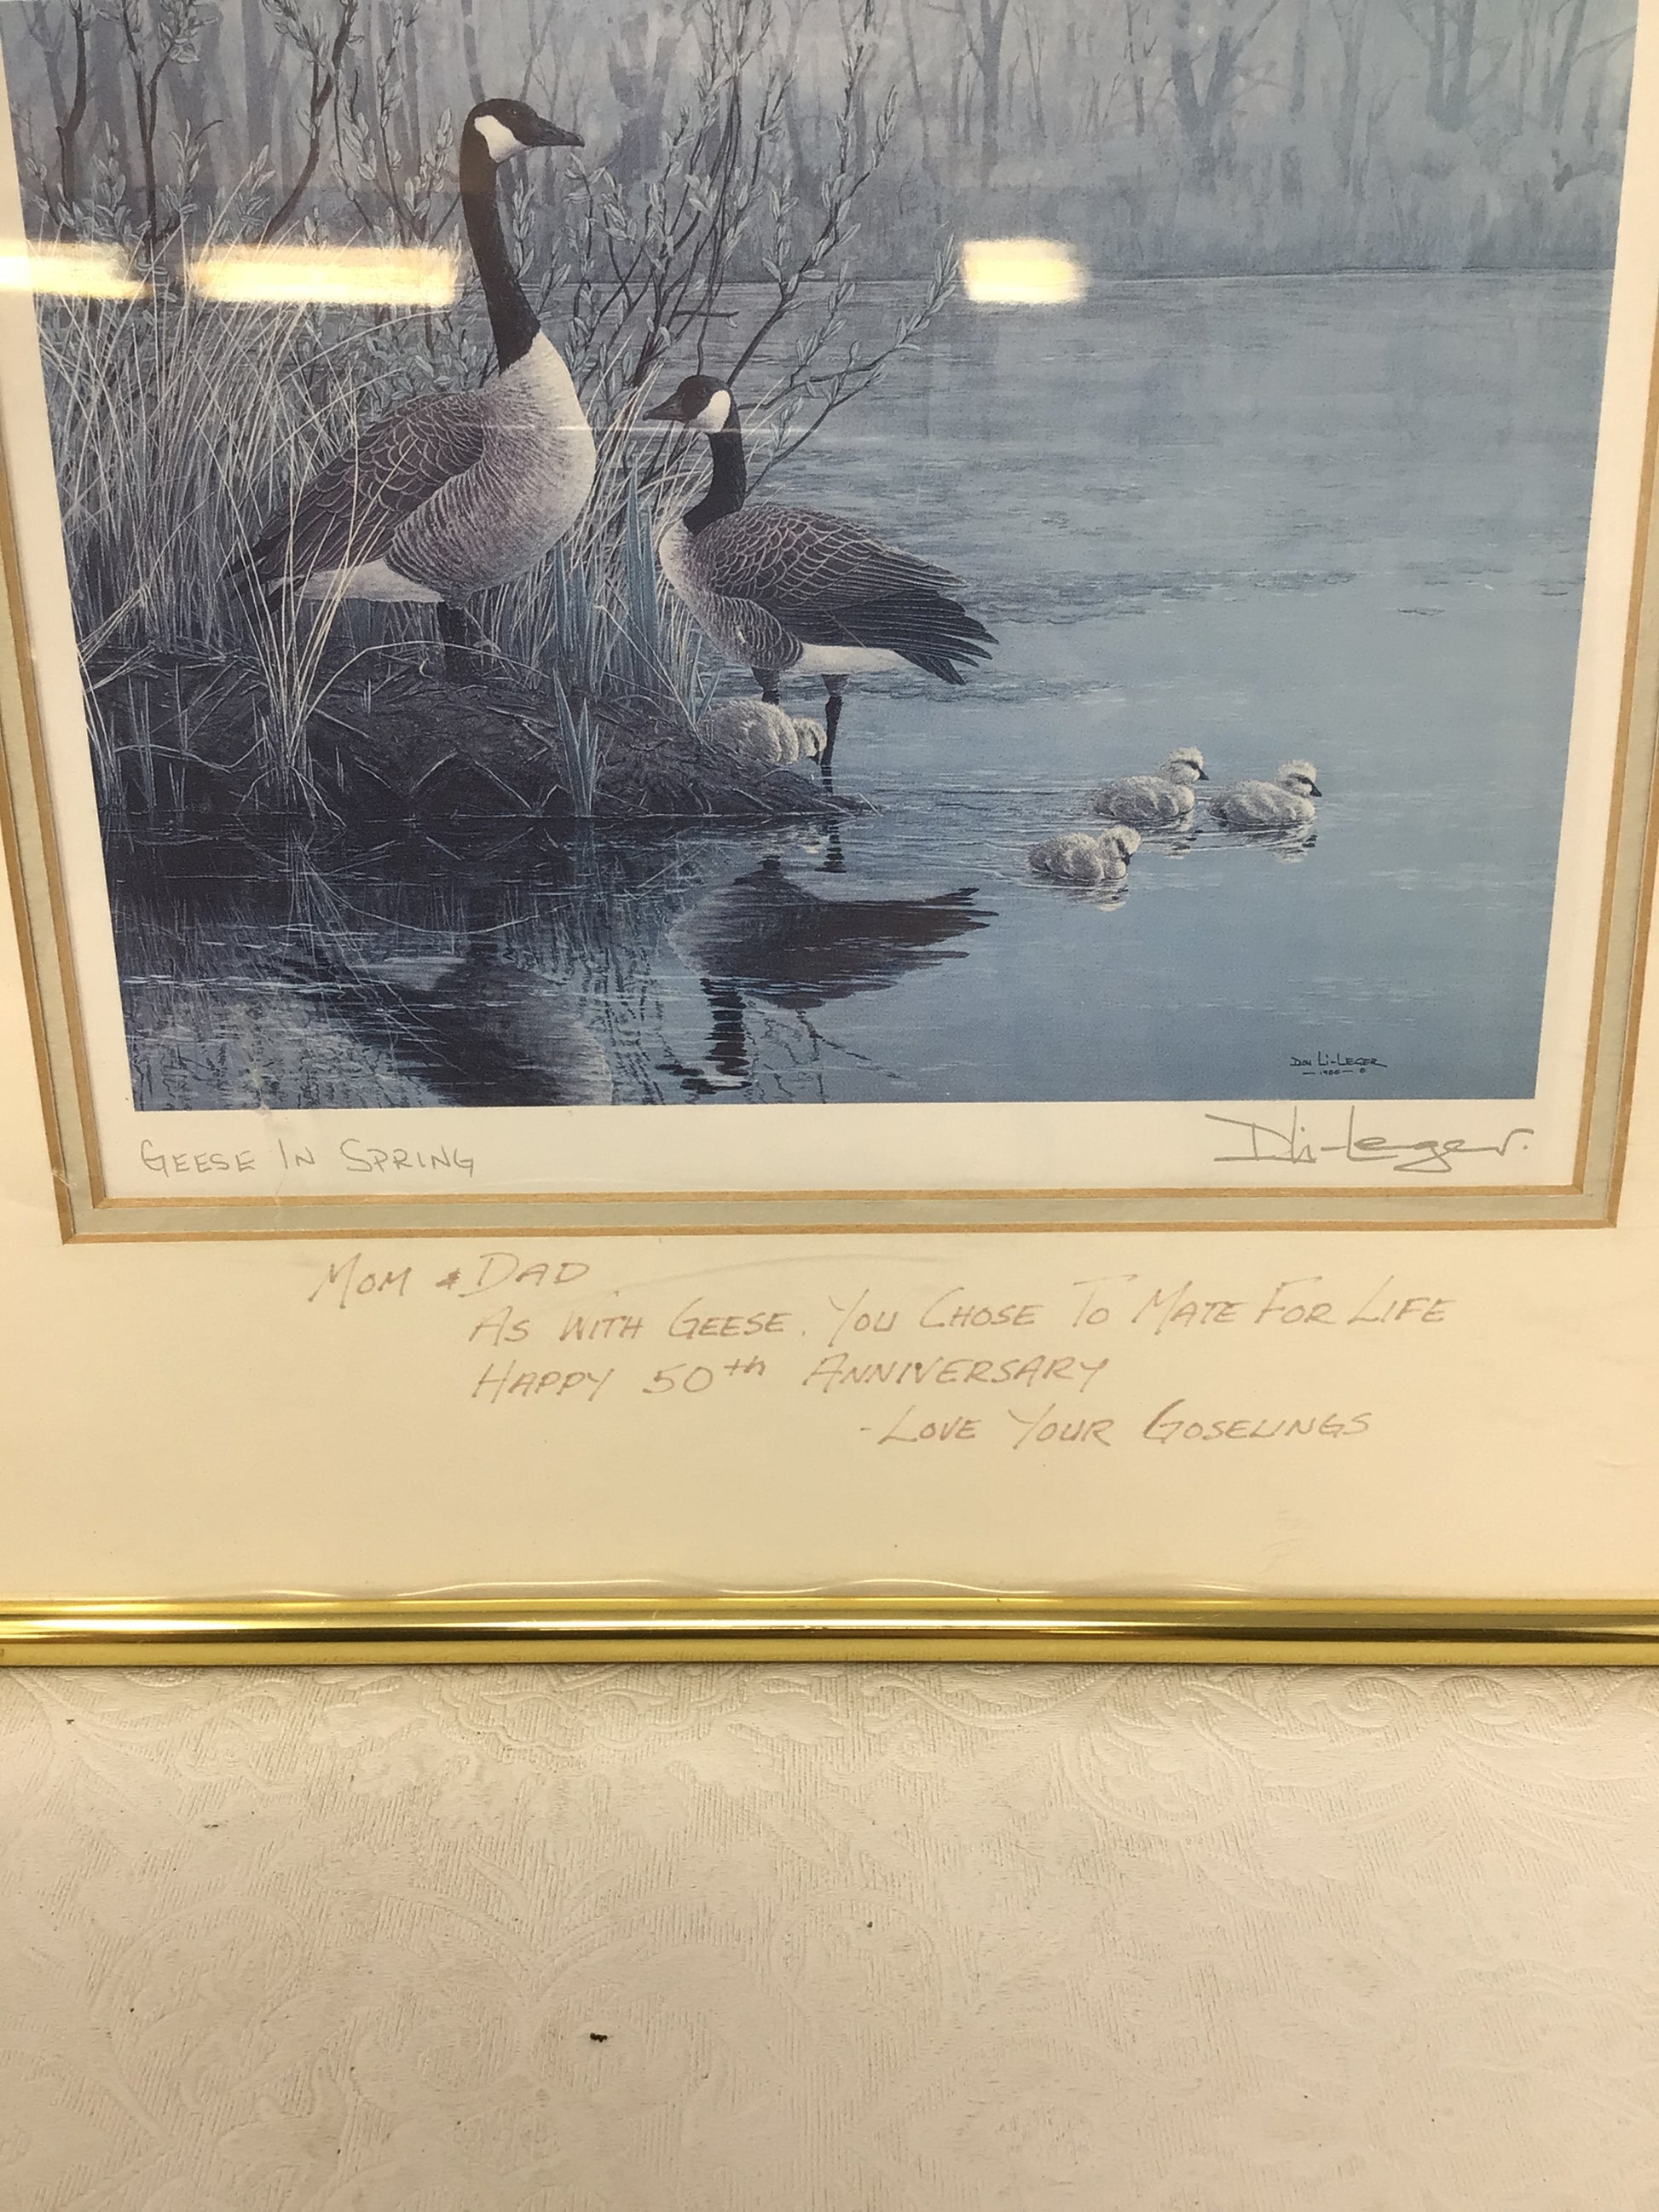 Don Li-Leger
GEESE IN SPRING
D Li-Leger.
MOM & DAD
AS WITH GEESE. YOU CHOSE TO MATE FOR LIFE
HAPPY 50th ANNIVERSARY
-LOVE YOUR GOSELINGS